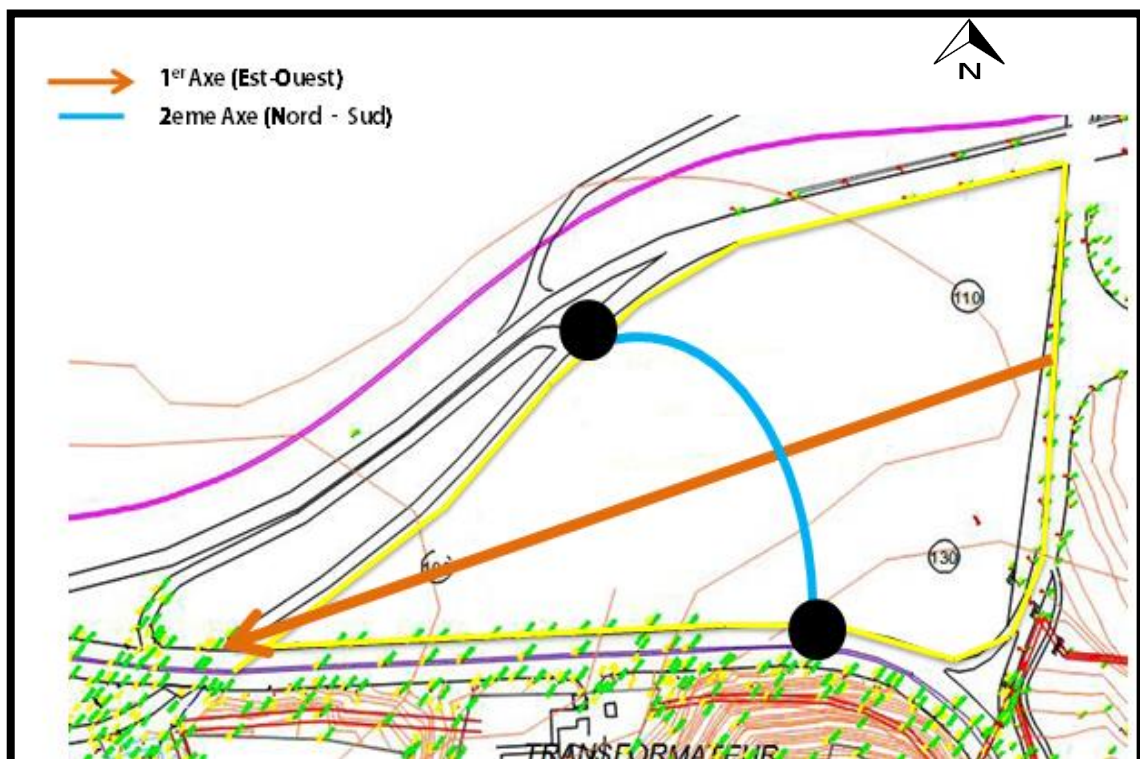 N
1er Axe (Est-Ouest)
2eme Axe (Nord - Sud)
110
130
TRANSFORMATEUR